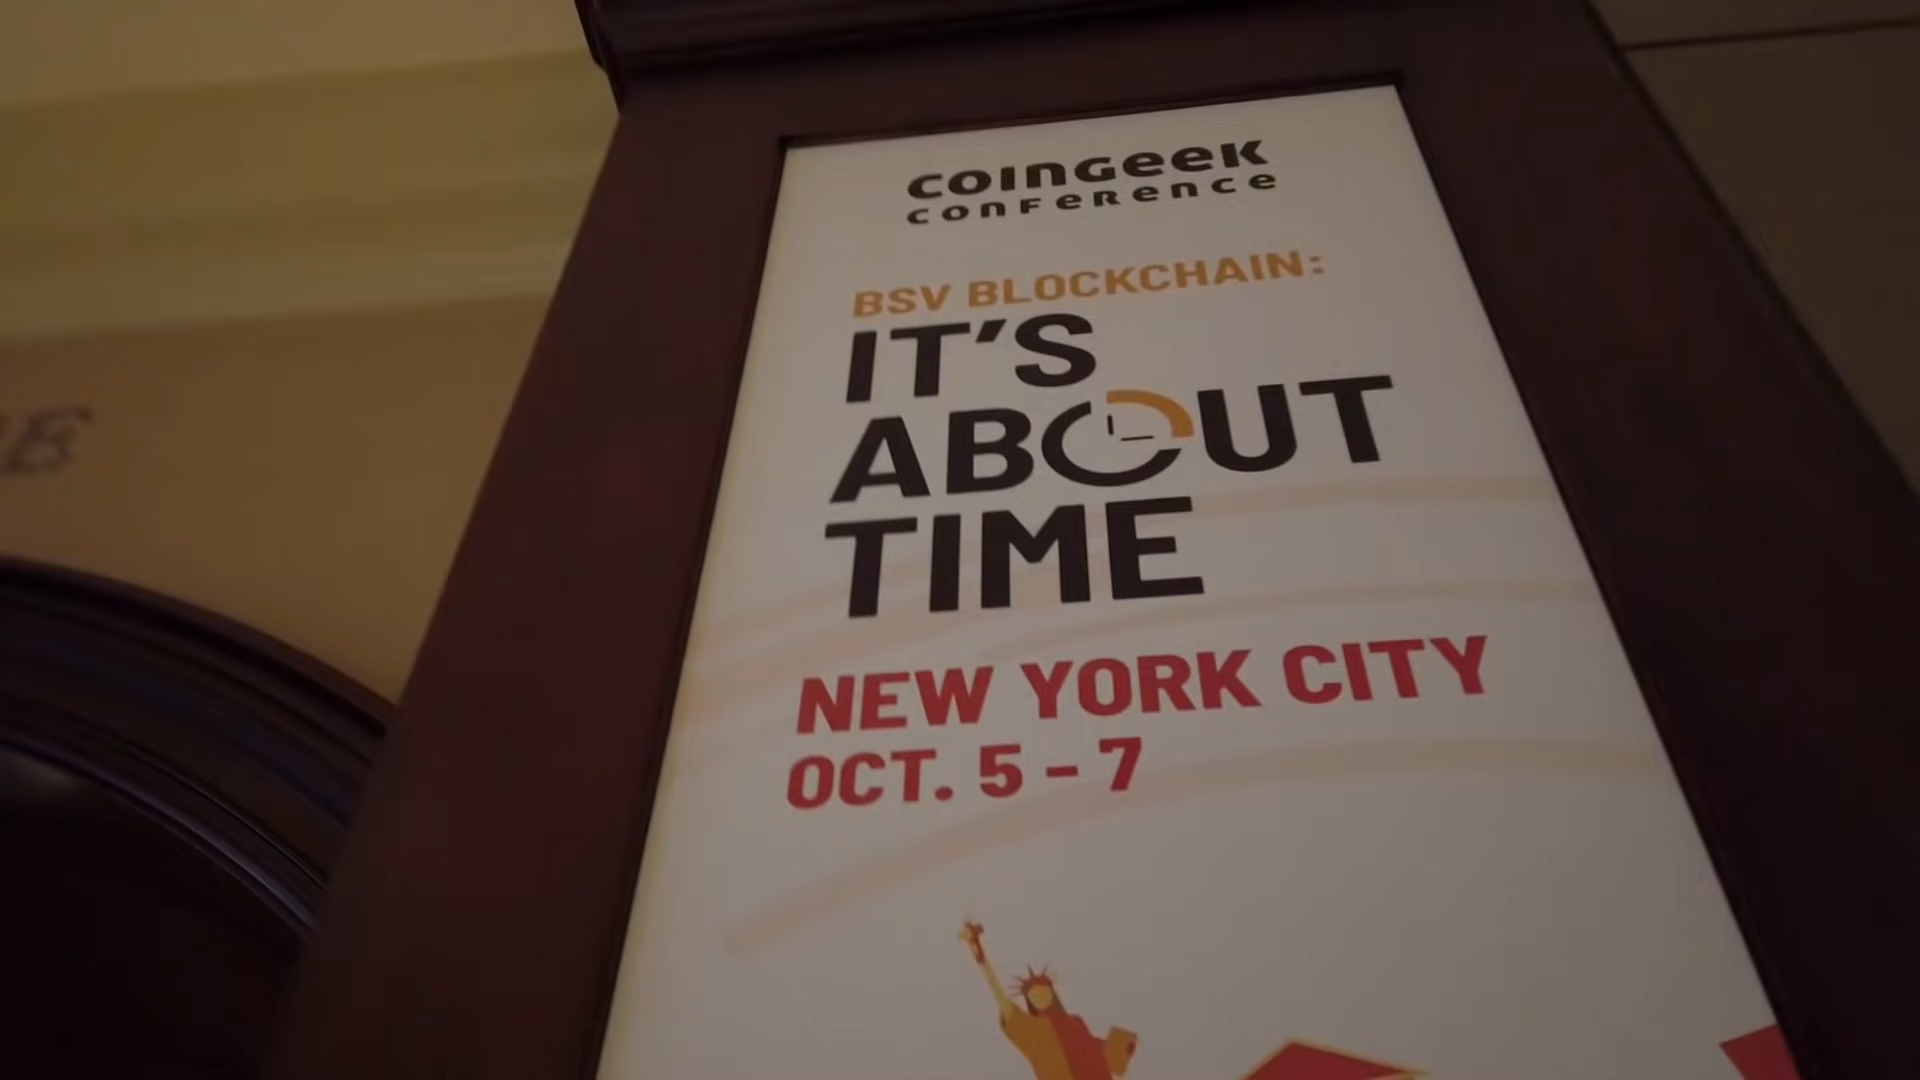 COINGEEK
CONFERENCE
BSV BLOCKCHAIN:
IT'S
ABOUT
TIME
NEW YORK CITY
OCT. 5 – 7